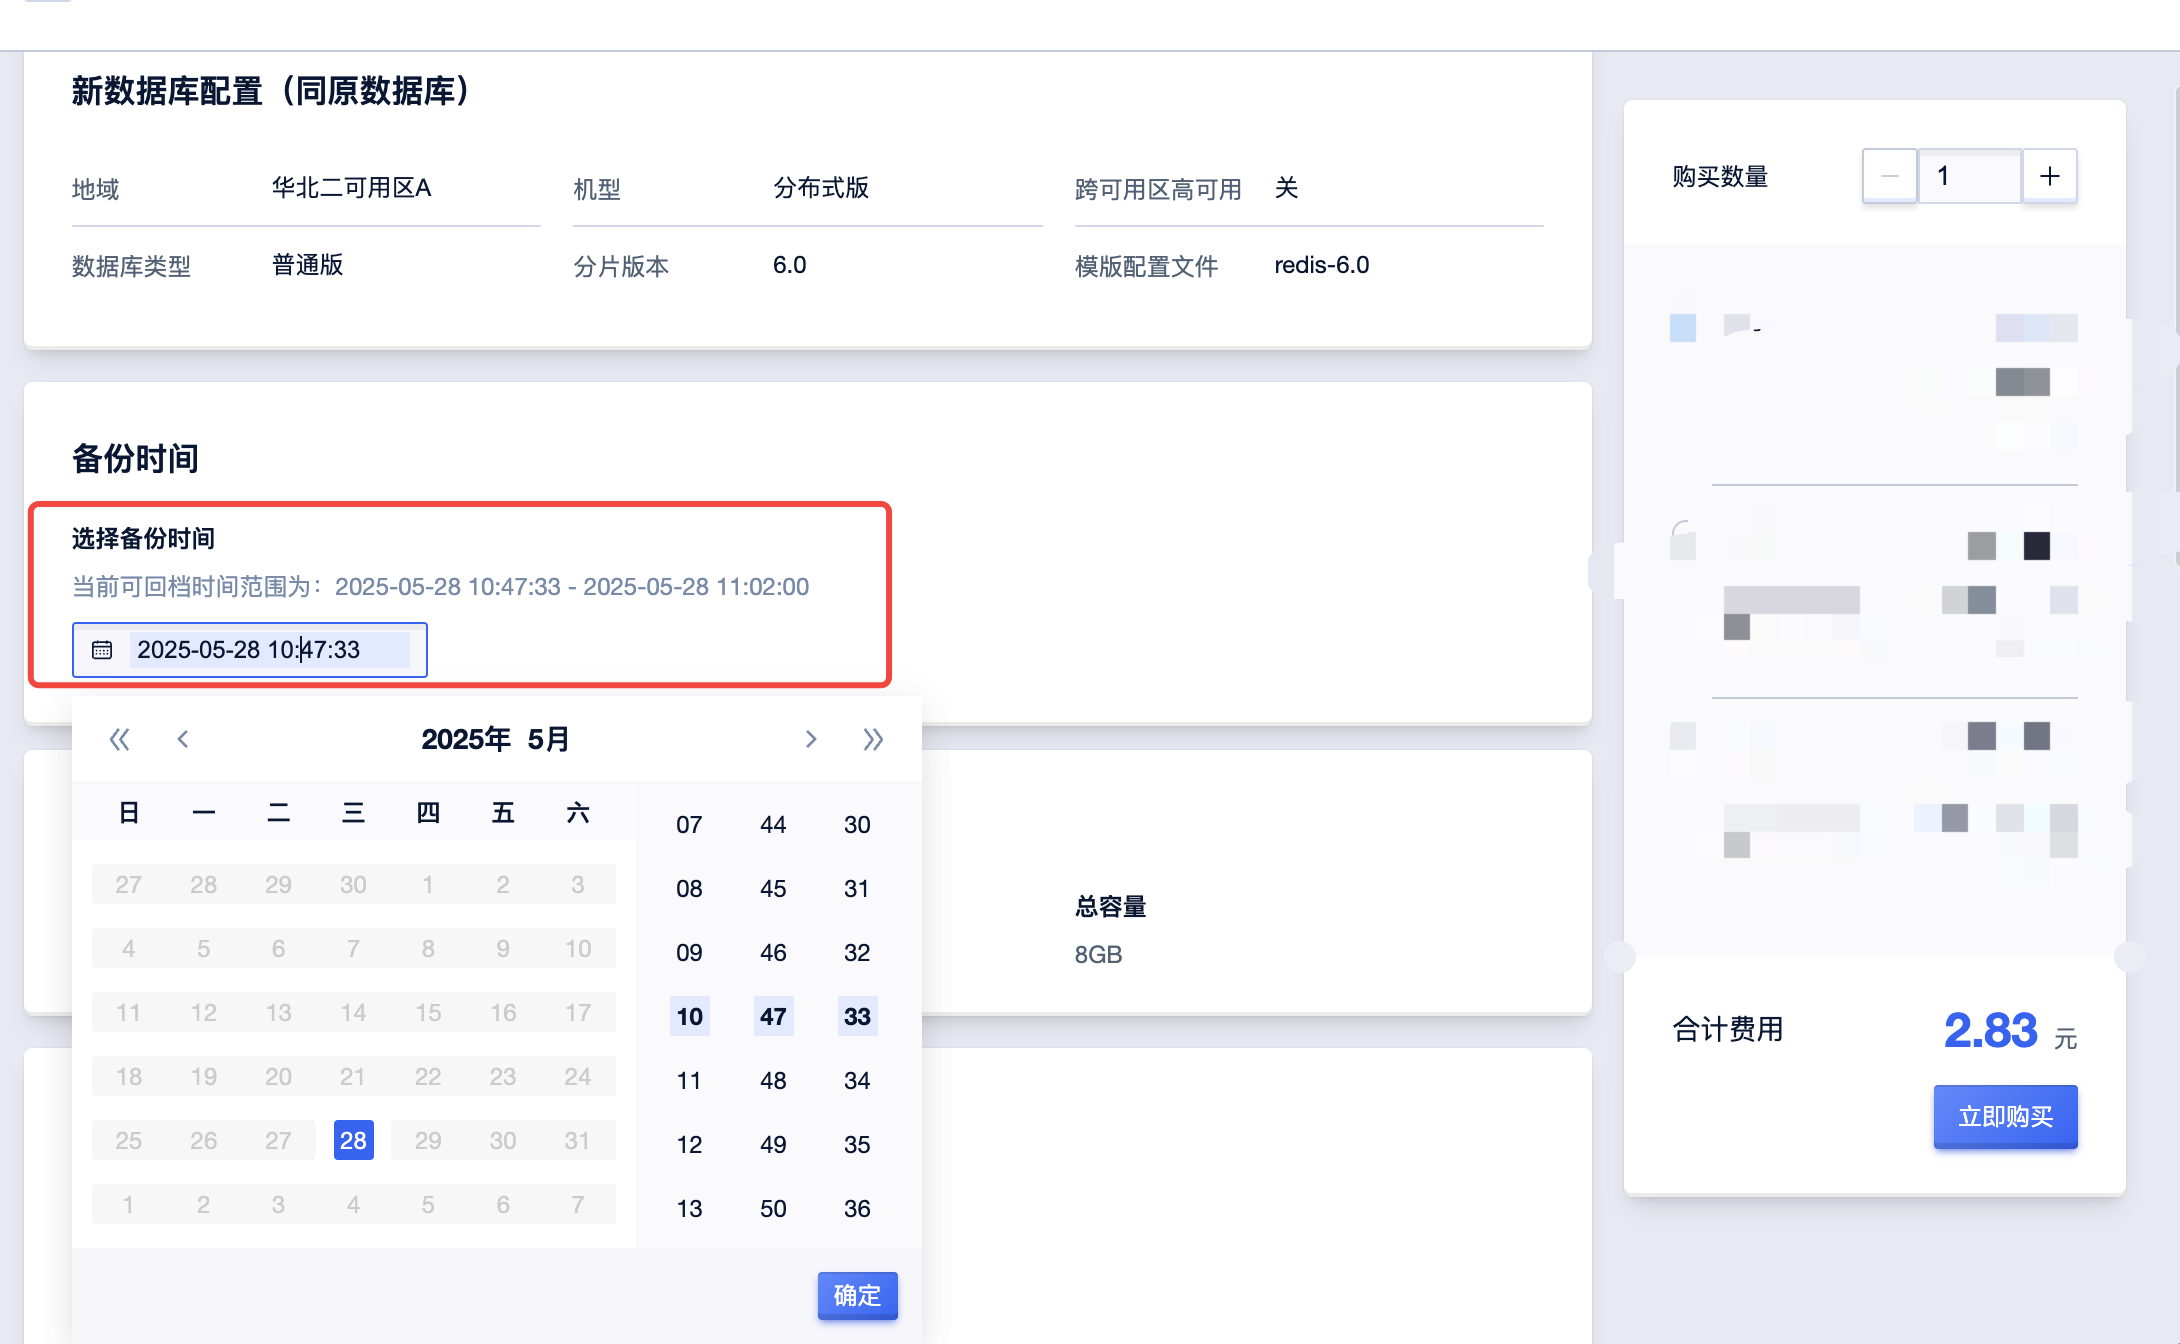 新数据库配置（同原数据库）
地域 华北二可用区A 机型 分布式版 跨可用区高可用 关
数据库类型 普通版 分片版本 6.0 模版配置文件 redis-6.0
备份时间
选择备份时间
当前可回档时间范围为：2025-05-28 10:47:33 - 2025-05-28 11:02:00
2025-05-28 10:47:33
2025年 5月
日 一 二 三 四 五 六
27 28 29 30 1 2 3
4 5 6 7 8 9 10
11 12 13 14 15 16 17
18 19 20 21 22 23 24
25 26 27 28 29 30 31
1 2 3 4 5 6 7
07 44 30
08 45 31
09 46 32
10 47 33
11 48 34
12 49 35
13 50 36
确定
总容量
8GB
购买数量 1
合计费用 2.83 元
立即购买